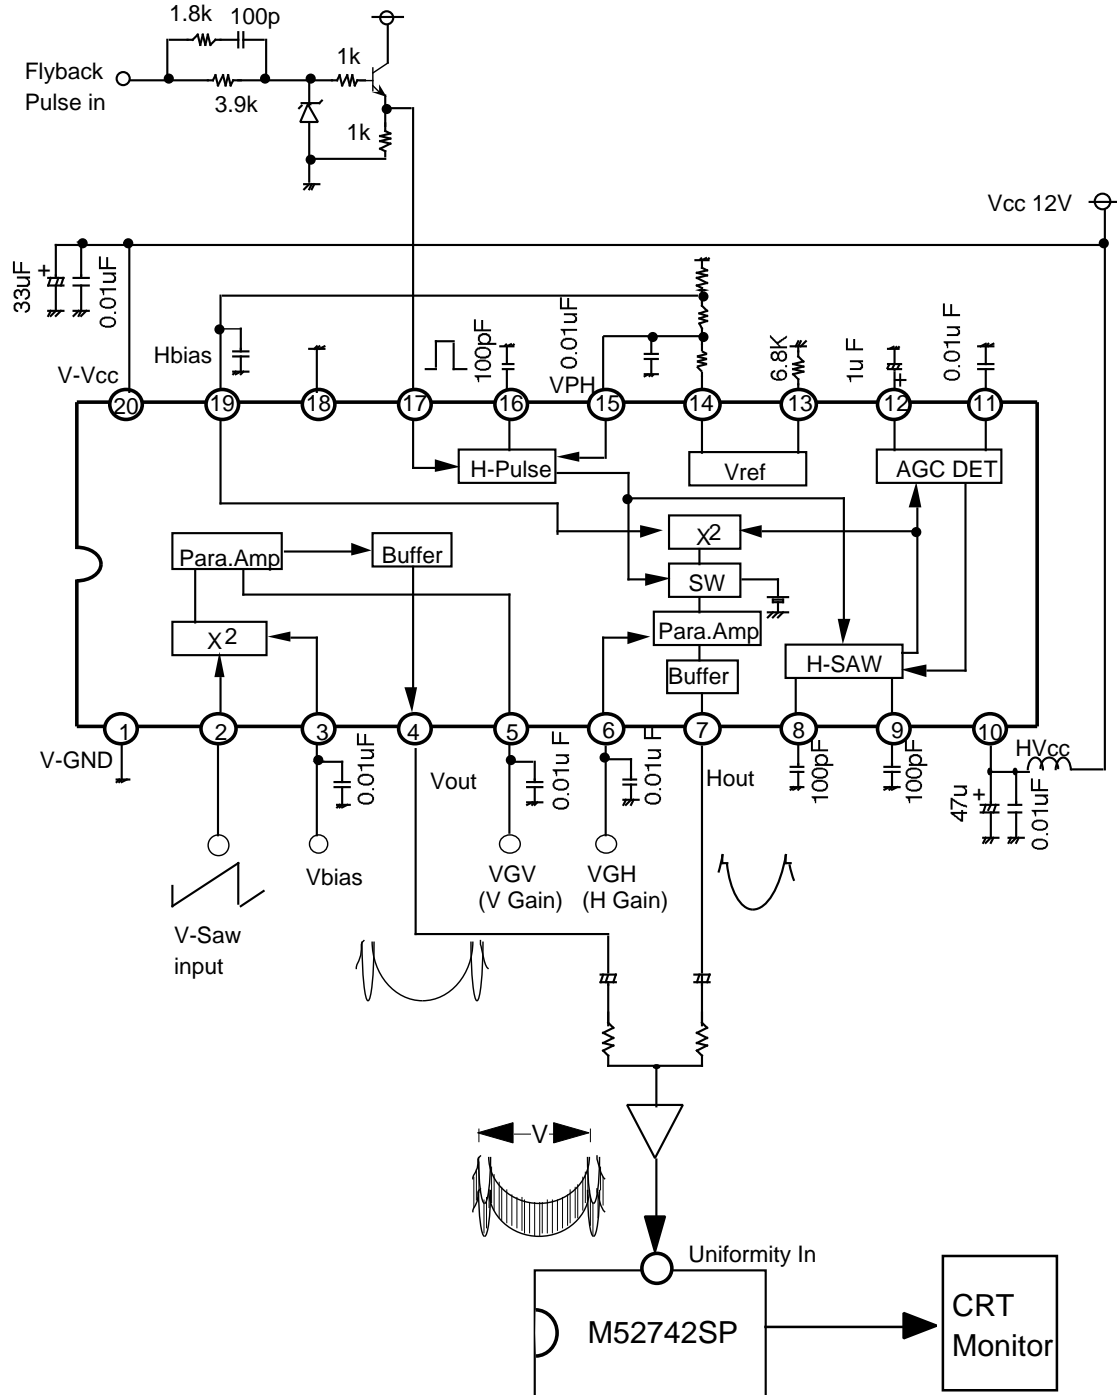 1.8k
100p
1k
Flyback
Pulse in
3.9k
1k
Vcc 12V
33uF
+
0.01uF
Hbias
100pF
0.01uF
6.8K
1u F
+
0.01u F
V-Vcc
VPH
20
19
18
17
16
15
14
13
12
11
H-Pulse
Vref
AGC DET
X2
Para.Amp
Buffer
SW
X2
Para.Amp
H-SAW
Buffer
1
2
3
4
5
6
7
8
9
10
V-GND
0.01uF
Vout
0.01u F
0.01u F
Hout
100pF
100pF
HVcc
47u
+
0.01uF
Vbias
VGV
(V Gain)
VGH
(H Gain)
V-Saw
input
V
Uniformity In
M52742SP
CRT
Monitor